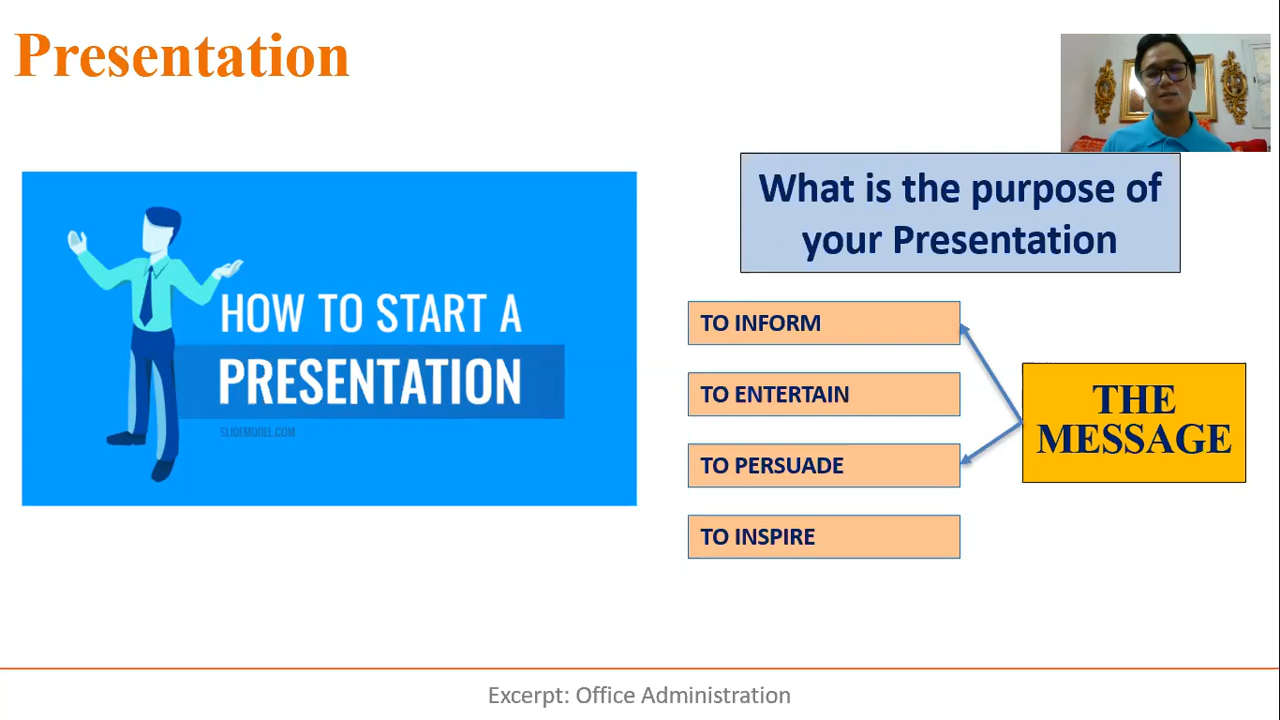 Presentation
HOW TO START A
PRESENTATION
SLIDEMODEL.COM
What is the purpose of
your Presentation
TO INFORM
TO ENTERTAIN
TO PERSUADE
TO INSPIRE
THE
MESSAGE
Excerpt: Office Administration